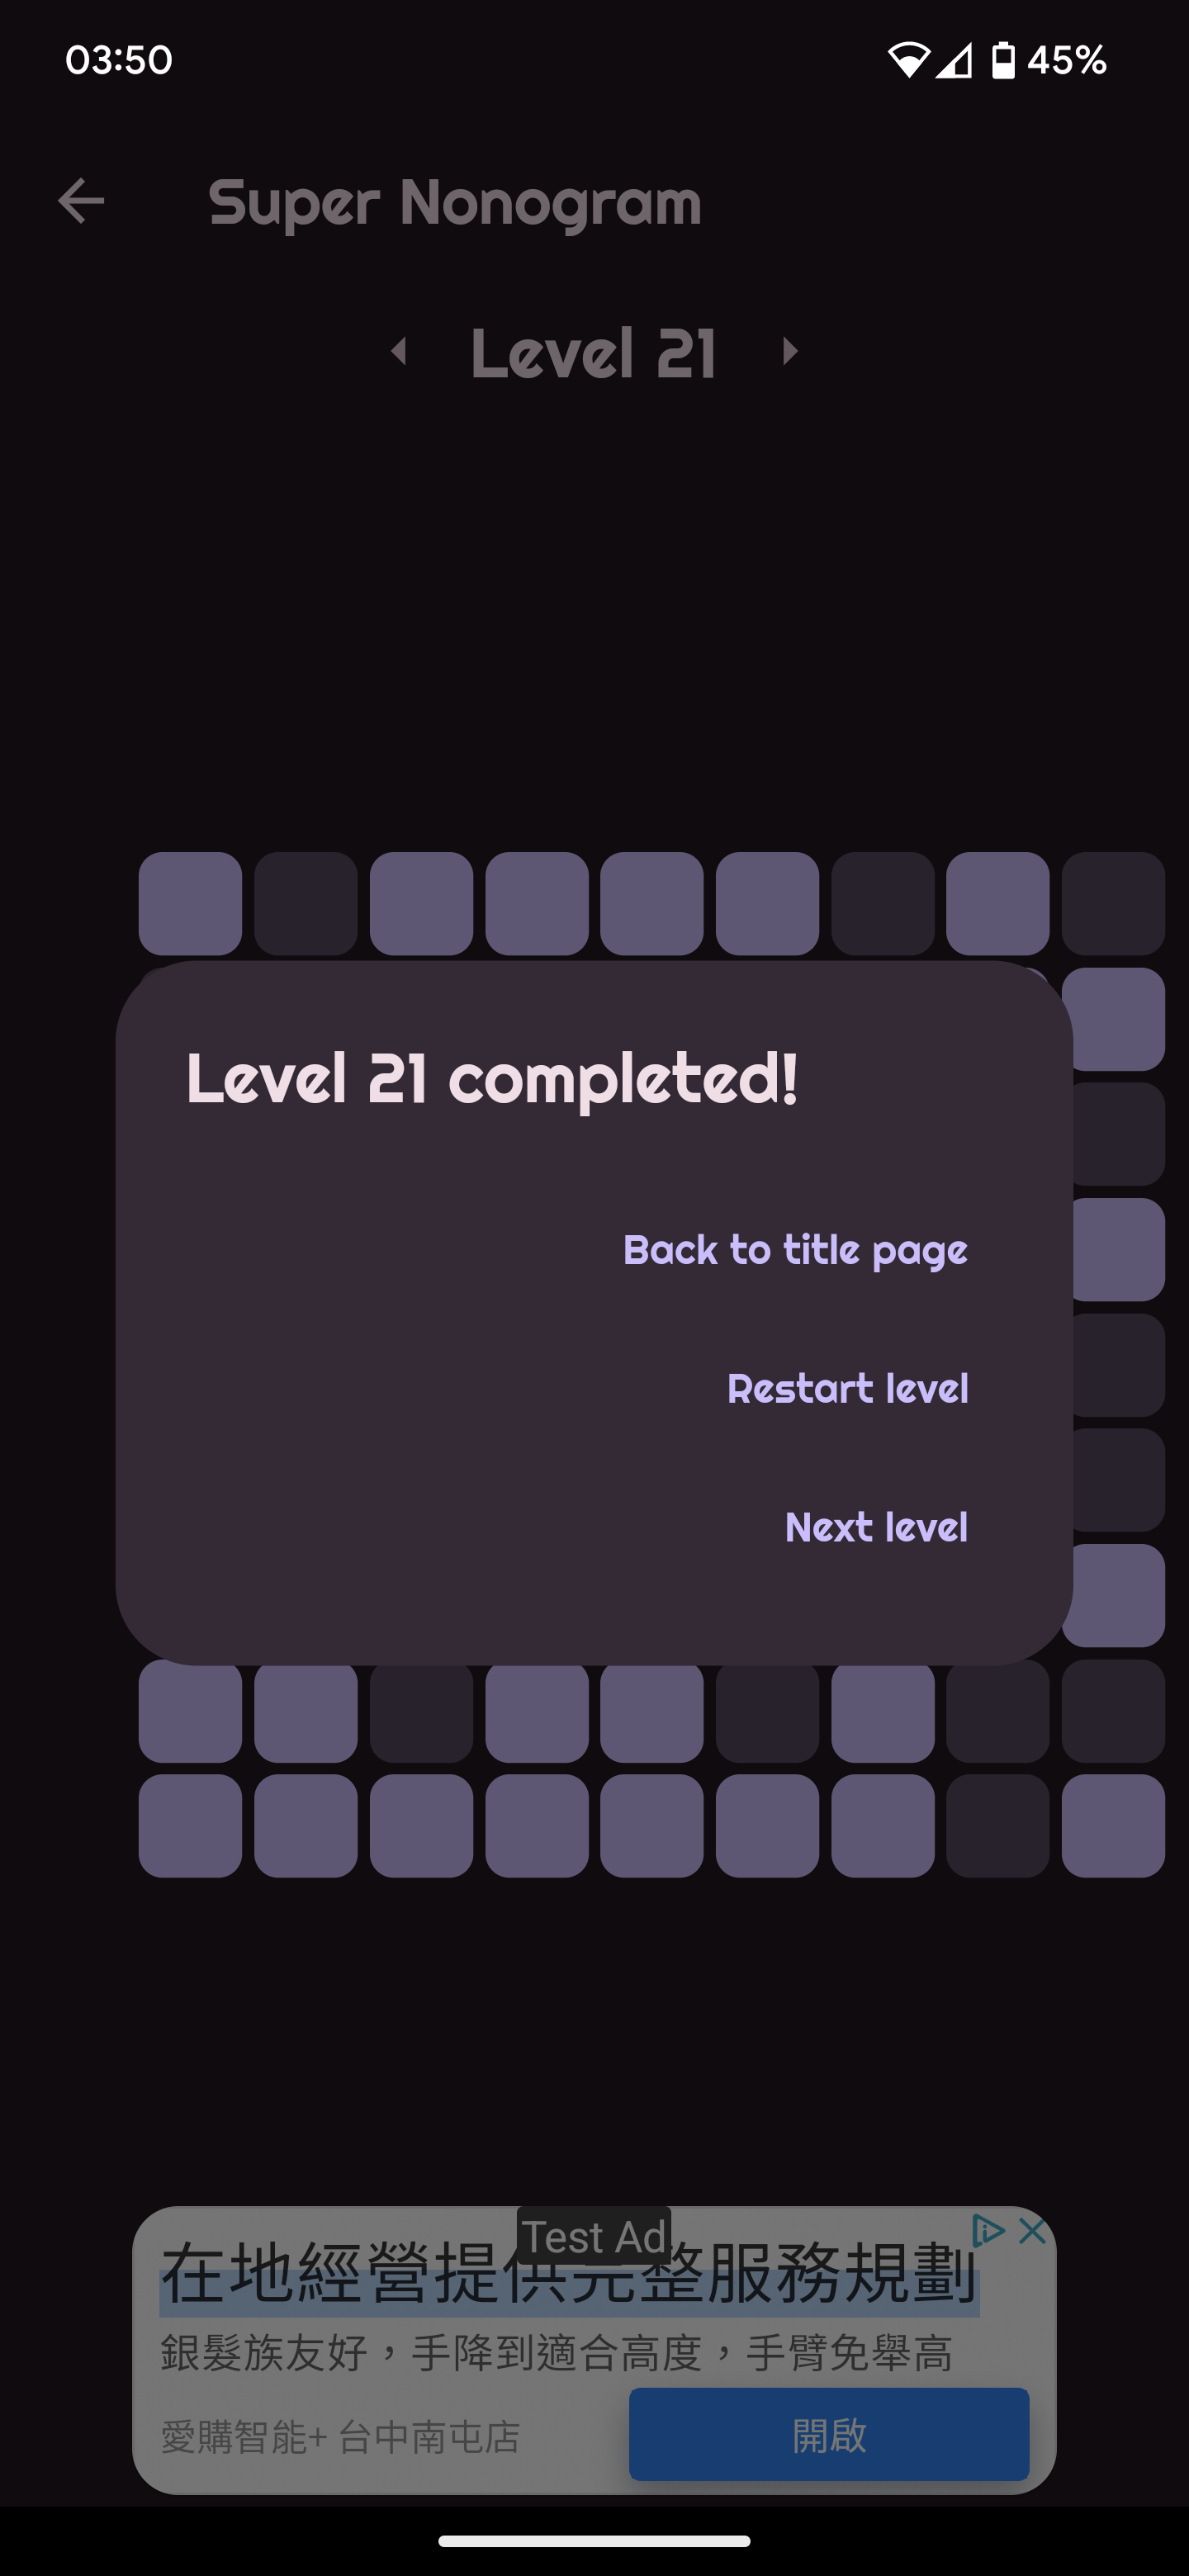 03:50
45%
Super Nonogram
Level 21
Level 21 completed!
Back to title page
Restart level
Next level
Test Ad
在地經營提供完整服務規劃
銀髮族友好，手降到適合高度，手臂免舉高
愛購智能+ 台中南屯店
開啟